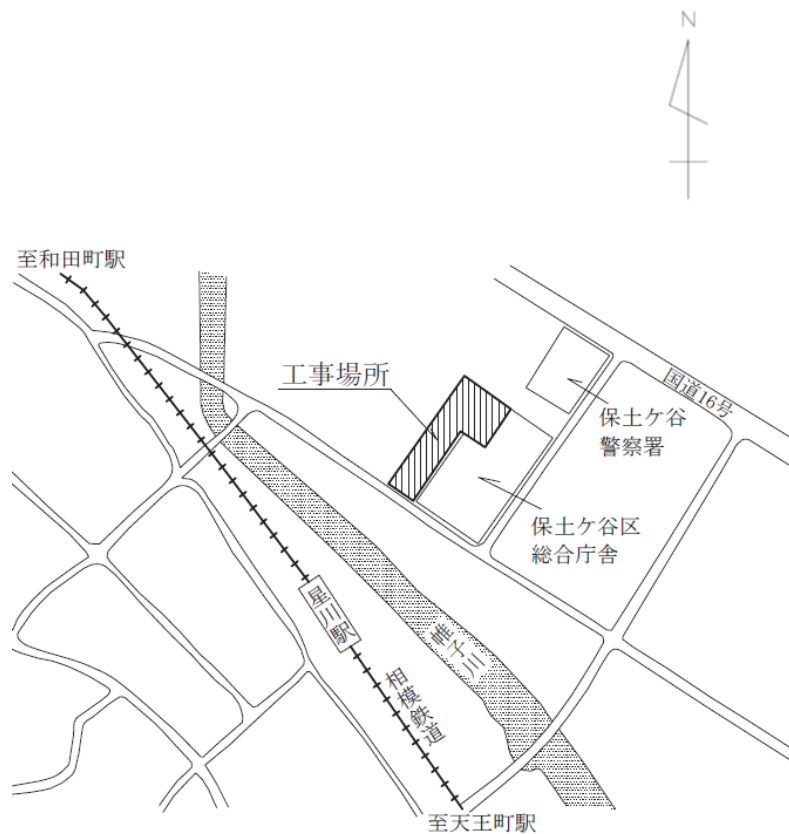 N
至和田町駅
工事場所
国道16号
保土ケ谷
警察署
保土ケ谷区
総合庁舎
星川駅
帷子川
相模鉄道
至天王町駅